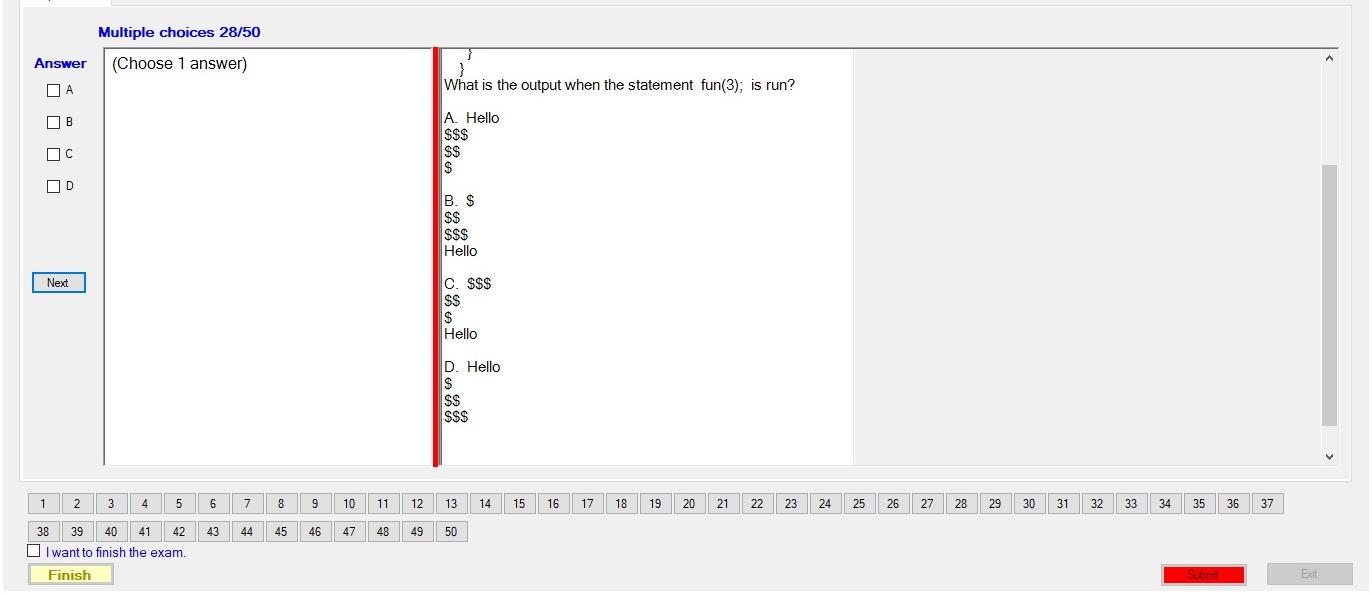 Multiple choices 28/50
Answer
A
B
C
D
Next
(Choose 1 answer)
}
}
What is the output when the statement  fun(3);  is run?
A.  Hello
$$$
$$
$
B.  $
$$
$$$
Hello
C.  $$$
$$
$
Hello
D.  Hello
$
$$
$$$
1 2 3 4 5 6 7 8 9 10 11 12 13 14 15 16 17 18 19 20 21 22 23 24 25 26 27 28 29 30 31 32 33 34 35 36 37
38 39 40 41 42 43 44 45 46 47 48 49 50
I want to finish the exam.
Finish
Submit
Exit